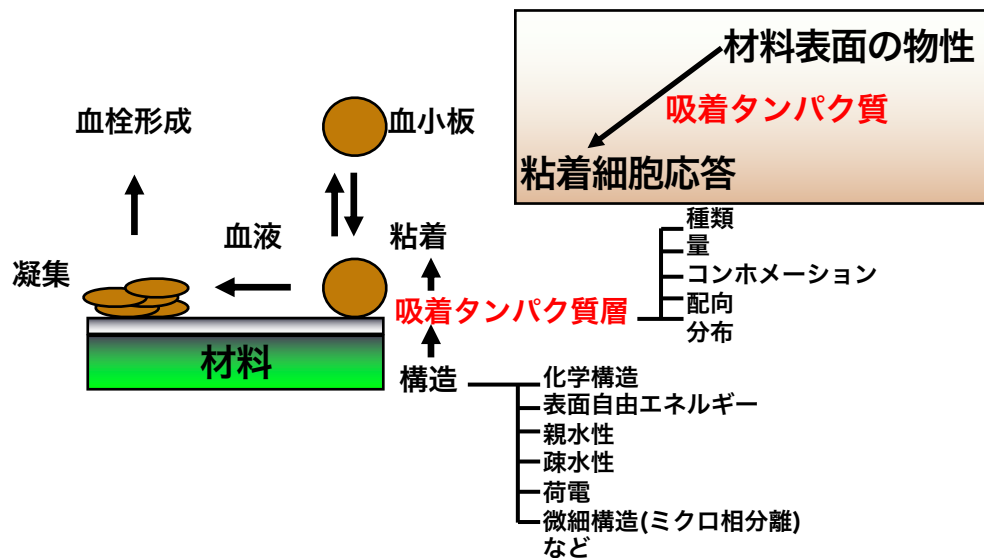 材料表面の物性
吸着タンパク質
粘着細胞応答
血栓形成
血小板
血液
粘着
凝集
吸着タンパク質層
種類
量
コンホメーション
配向
分布
材料
構造
化学構造
表面自由エネルギー
親水性
疎水性
荷電
微細構造(ミクロ相分離)
など